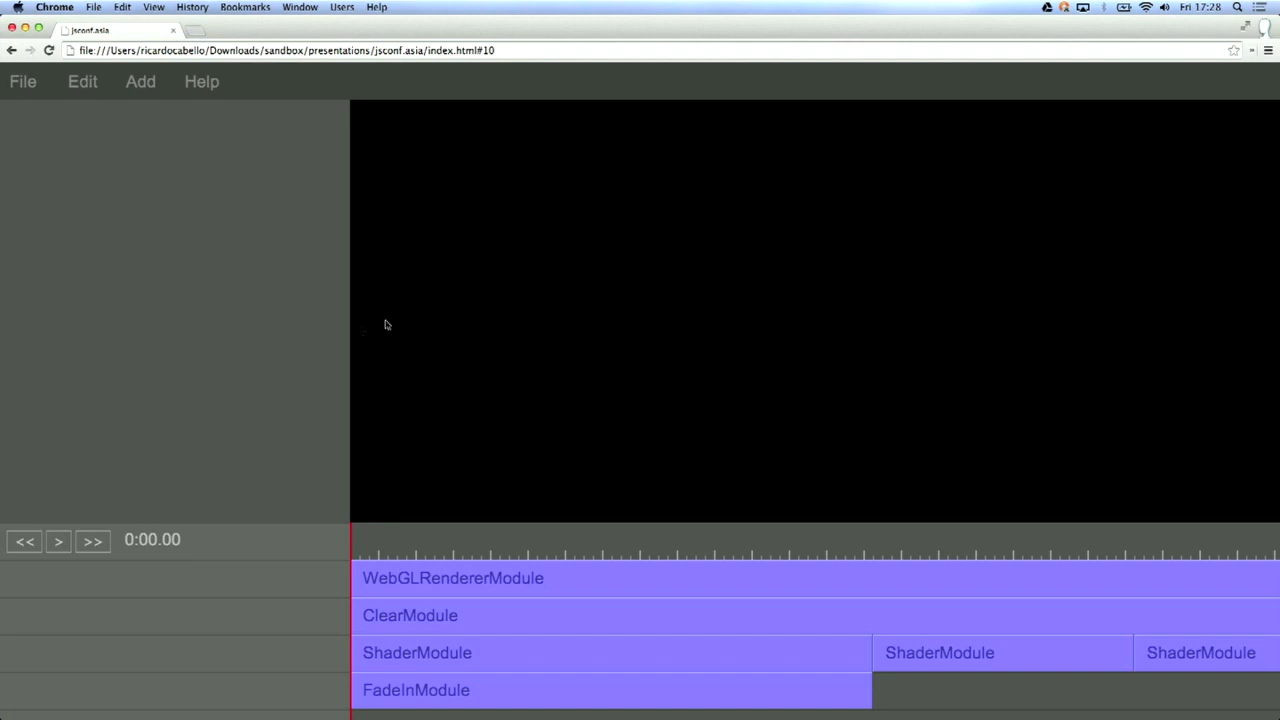 Chrome File Edit View History Bookmarks Window Users Help Fri 17:28
jsconf.asia
file:///Users/ricardocabello/Downloads/sandbox/presentations/jsconf.asia/index.html#10
File Edit Add Help
<< > >> 0:00.00
WebGLRendererModule
ClearModule
ShaderModule ShaderModule ShaderModule
FadeInModule